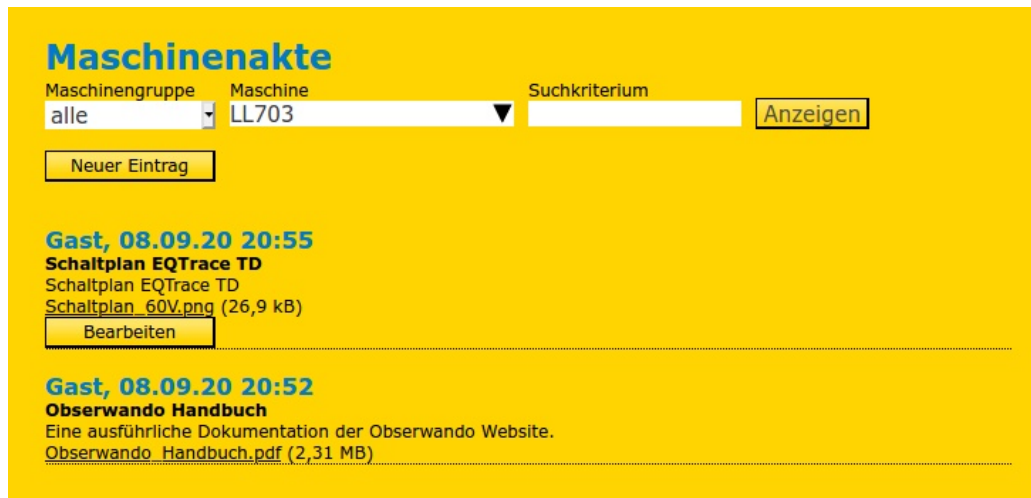 Maschinenakte
Maschinengruppe Maschine Suchkriterium
alle LL703 Anzeigen
Neuer Eintrag
Gast, 08.09.20 20:55
Schaltplan EQTrace TD
Schaltplan EQTrace TD
Schaltplan_60V.png (26,9 kB)
Bearbeiten
Gast, 08.09.20 20:52
Obserwando Handbuch
Eine ausführliche Dokumentation der Obserwando Website.
Obserwando_Handbuch.pdf (2,31 MB)